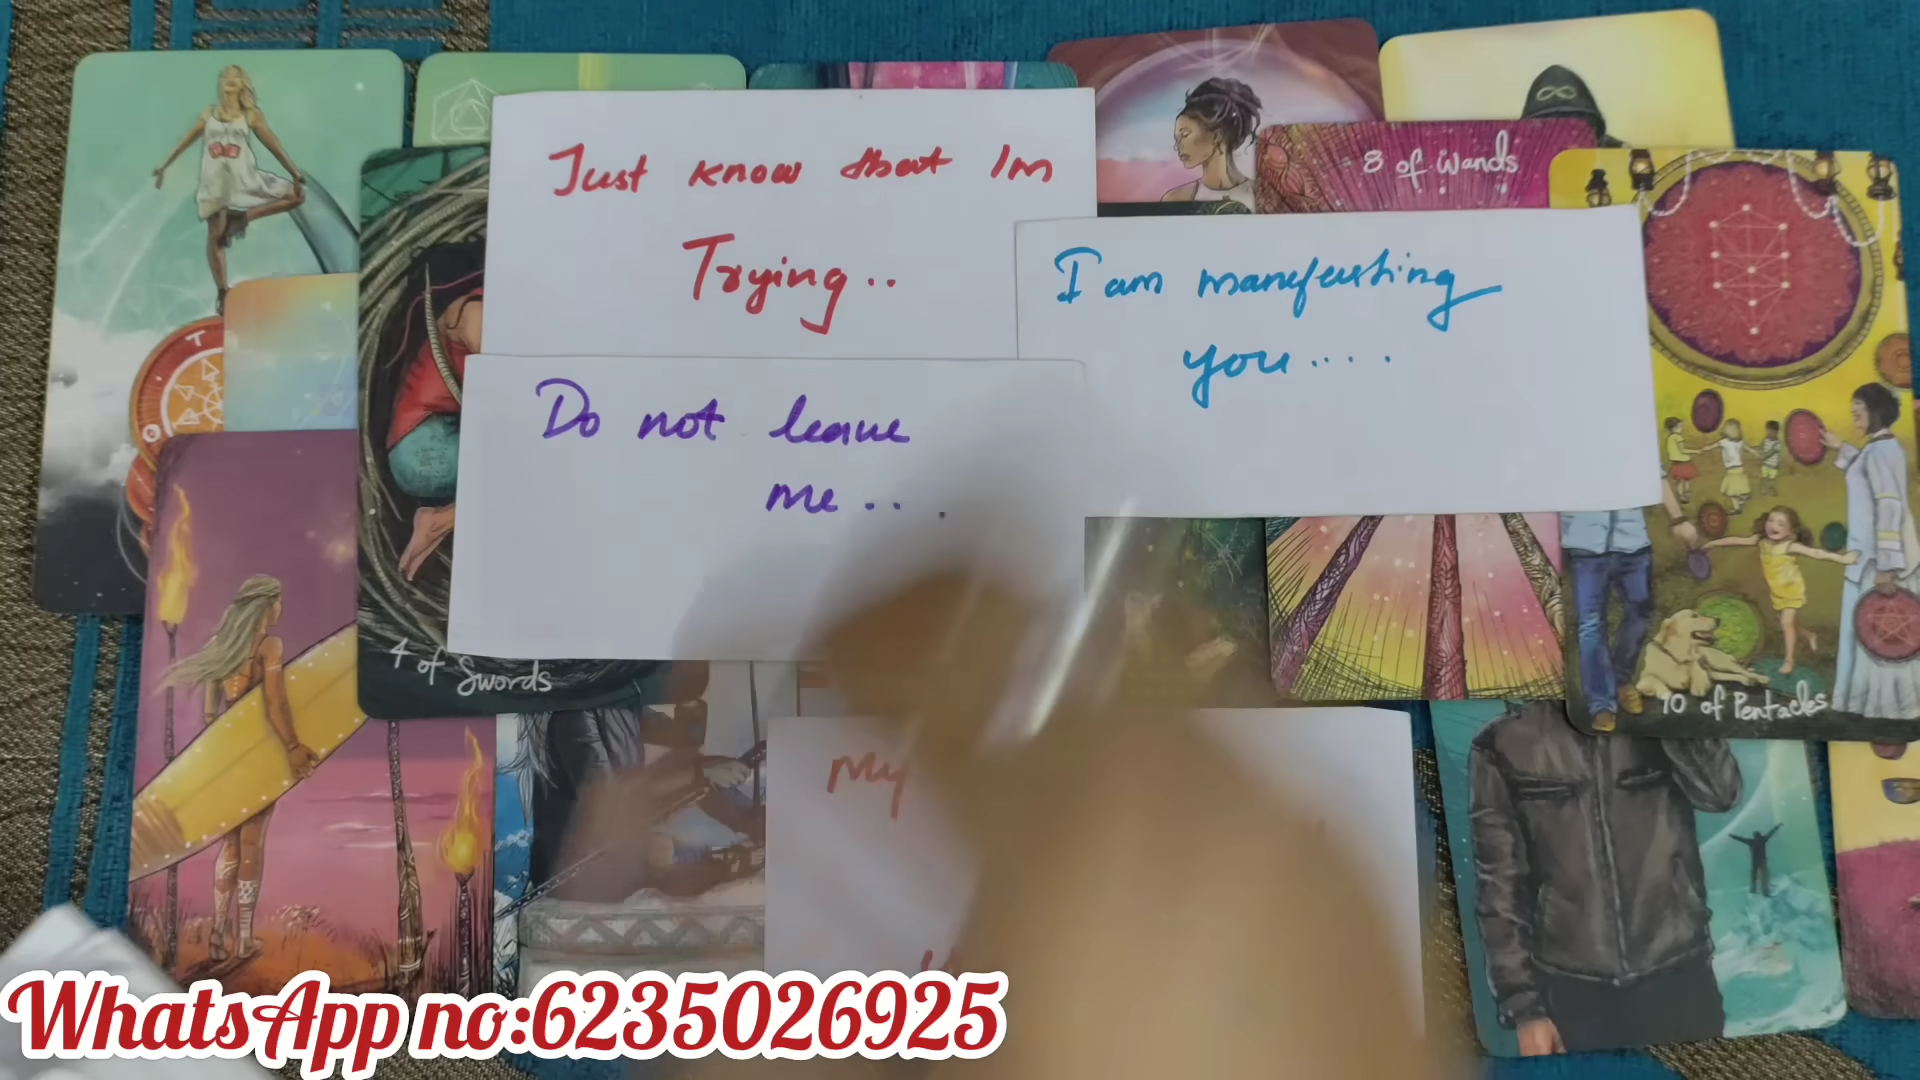 8 of Wands
Just know that Im
Trying..
I am manefesting
you....
Do not leave
me...
4 of Swords
10 of Pentacles
My
WhatsApp no:6235026925